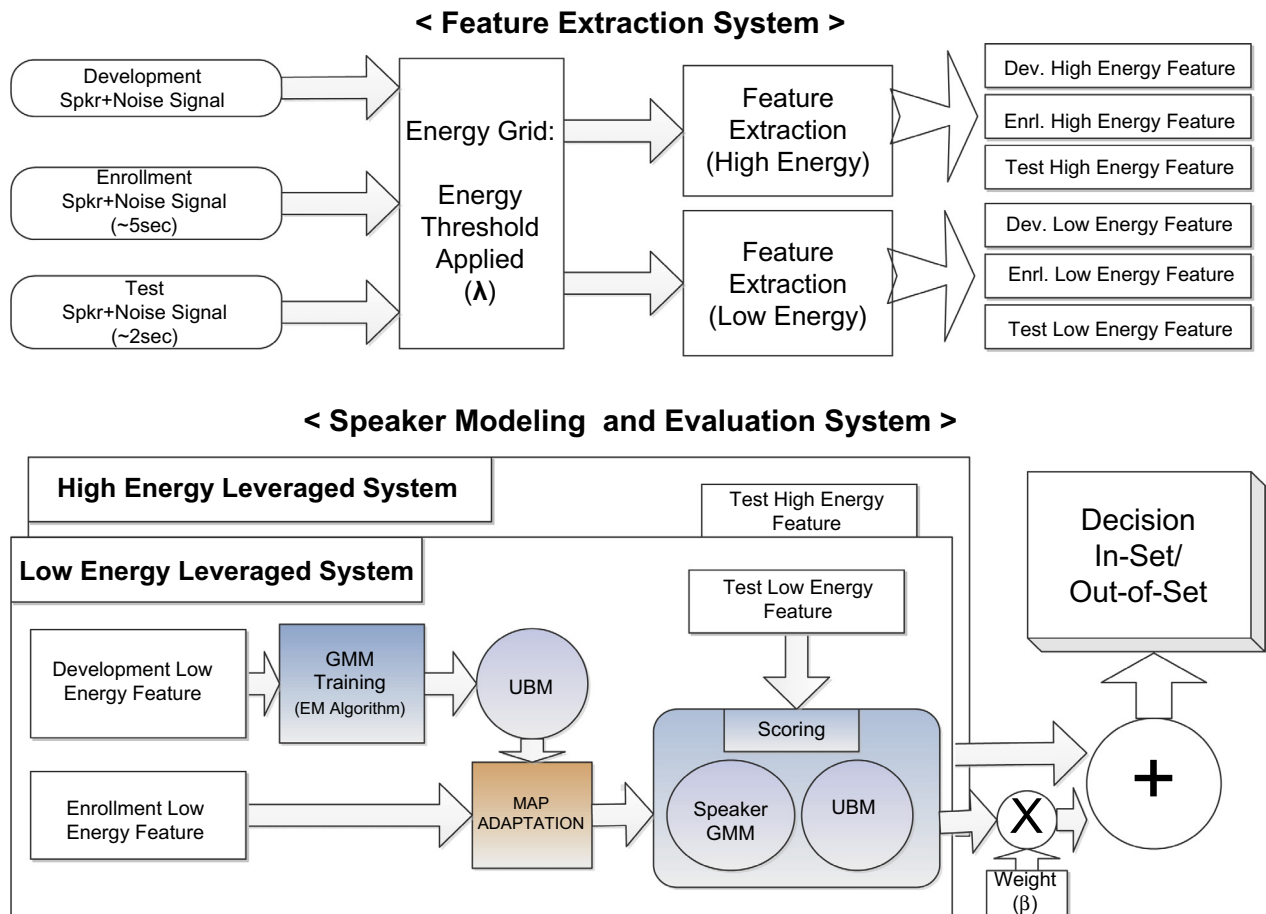 < Feature Extraction System >
Development
Spkr+Noise Signal
Enrollment
Spkr+Noise Signal
(~5sec)
Test
Spkr+Noise Signal
(~2sec)
Energy Grid:
Energy
Threshold
Applied
(λ)
Feature
Extraction
(High Energy)
Feature
Extraction
(Low Energy)
Dev. High Energy Feature
Enrl. High Energy Feature
Test High Energy Feature
Dev. Low Energy Feature
Enrl. Low Energy Feature
Test Low Energy Feature
< Speaker Modeling and Evaluation System >
High Energy Leveraged System
Test High Energy
Feature
Low Energy Leveraged System
Test Low Energy
Feature
Development Low
Energy Feature
GMM
Training
(EM Algorithm)
UBM
Enrollment Low
Energy Feature
MAP
ADAPTATION
Scoring
Speaker
GMM
UBM
X
Weight
(β)
+
Decision
In-Set/
Out-of-Set